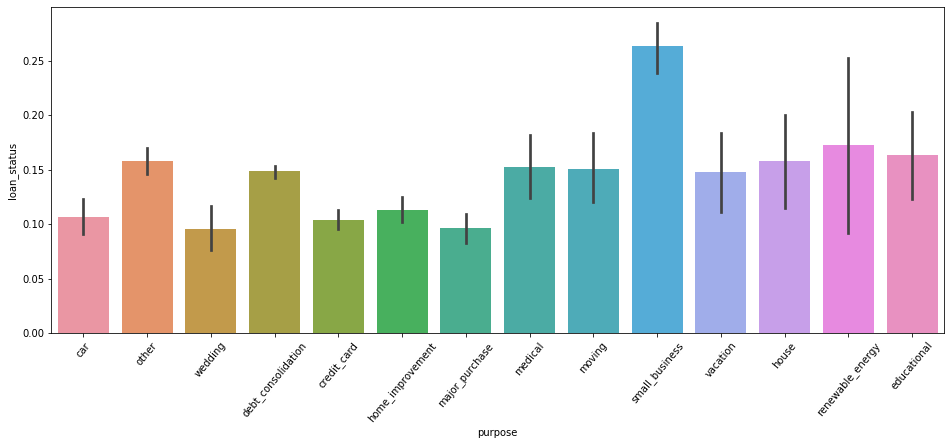 loan_status
0.25
0.20
0.15
0.10
0.05
0.00
car
other
wedding
debt_consolidation
credit_card
home_improvement
major_purchase
medical
moving
small_business
vacation
house
renewable_energy
educational
purpose